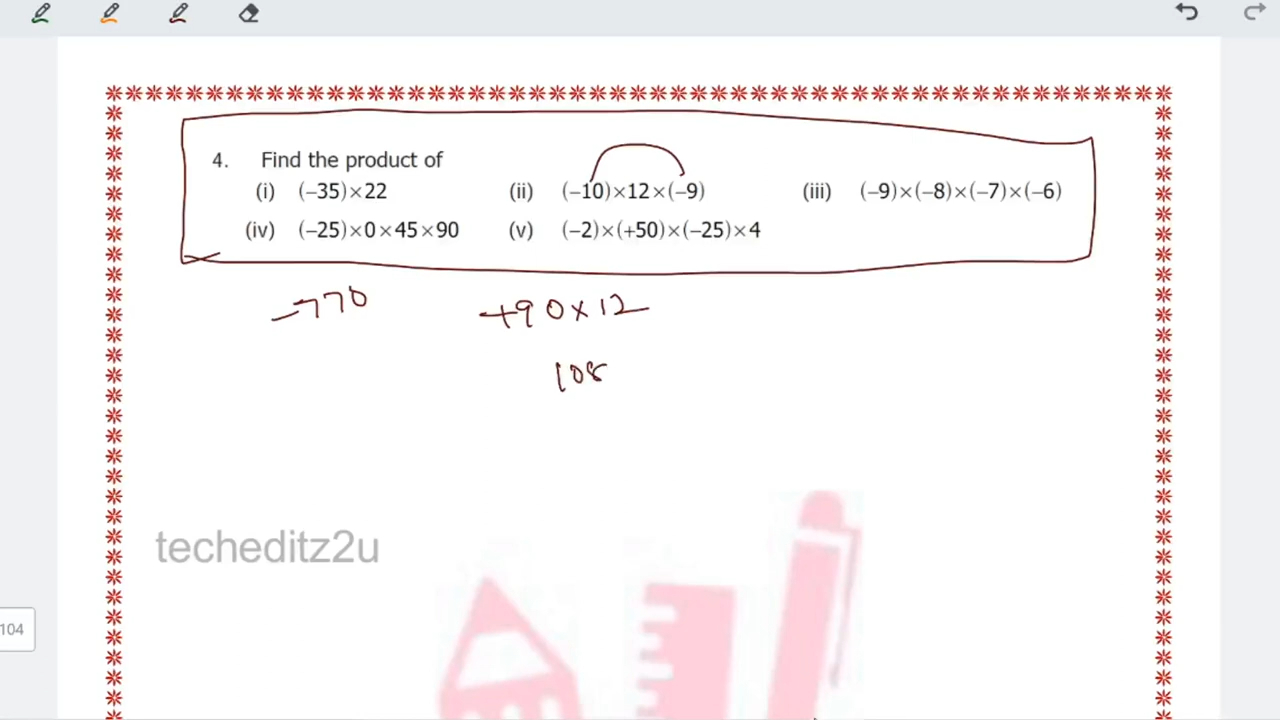 4. Find the product of
(i) (−35)×22 (ii) (−10)×12×(−9) (iii) (−9)×(−8)×(−7)×(−6)
(iv) (−25)×0×45×90 (v) (−2)×(+50)×(−25)×4
−770 +90×12
108
techeditz2u
104